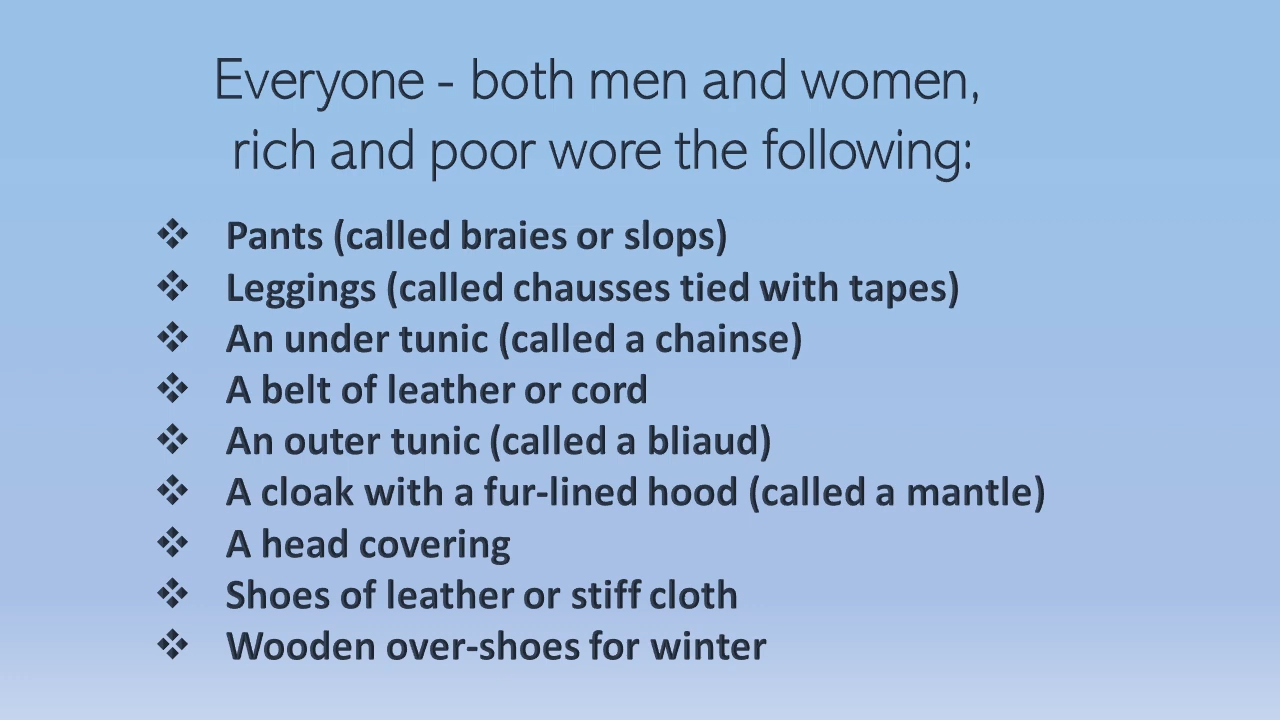 Everyone - both men and women,
rich and poor wore the following:
❖ Pants (called braies or slops)
❖ Leggings (called chausses tied with tapes)
❖ An under tunic (called a chainse)
❖ A belt of leather or cord
❖ An outer tunic (called a bliaud)
❖ A cloak with a fur-lined hood (called a mantle)
❖ A head covering
❖ Shoes of leather or stiff cloth
❖ Wooden over-shoes for winter